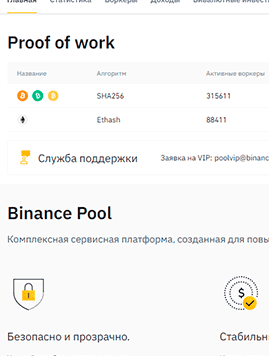 Главная Статистика Воркеры Доходы
Proof of work
Название Алгоритм Активные воркеры
SHA256 315611
Ethash 88411
Служба поддержки Заявка на VIP: poolvip@binanc
Binance Pool
Комплексная сервисная платформа, созданная для повы
Безопасно и прозрачно. Стабильн